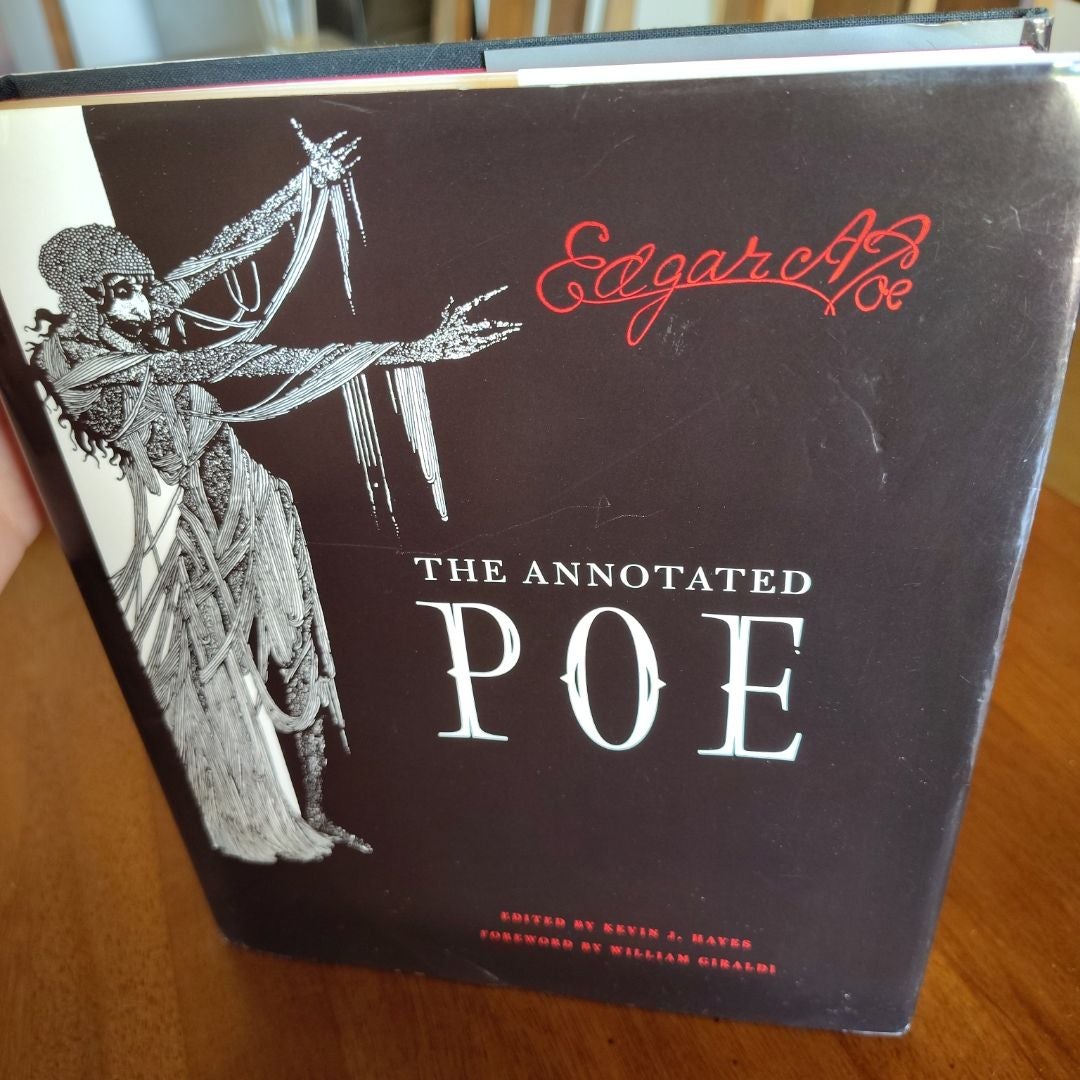 Edgar A Poe
THE ANNOTATED
POE
EDITED BY KEVIN J. HAYES
FOREWORD BY WILLIAM GIRALDI